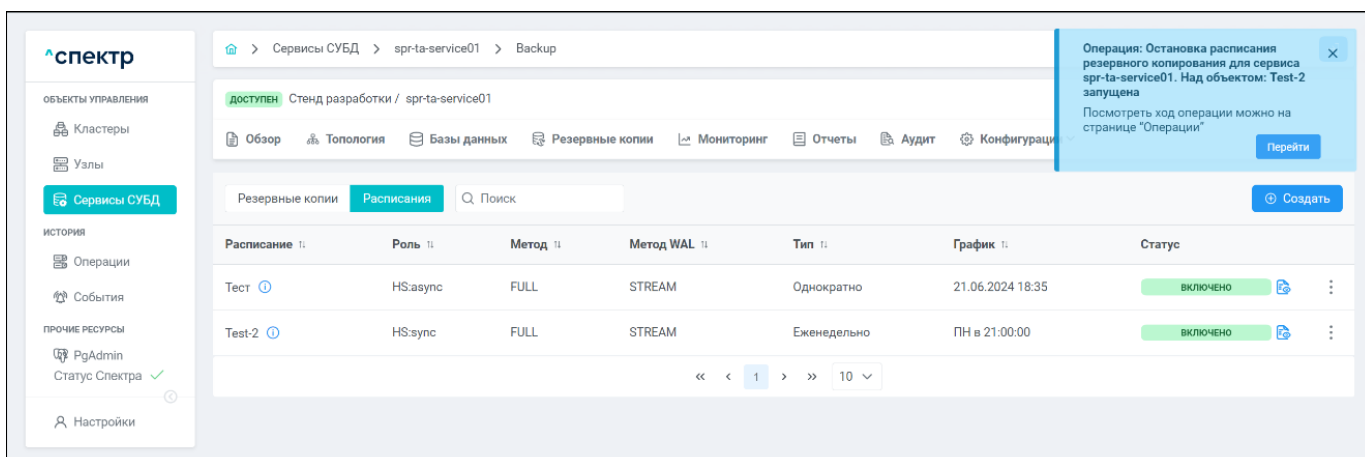 ^спектр
ОБЪЕКТЫ УПРАВЛЕНИЯ
Кластеры
Узлы
Сервисы СУБД
ИСТОРИЯ
Операции
События
ПРОЧИЕ РЕСУРСЫ
PgAdmin
Статус Спектра
Настройки
> Сервисы СУБД > spr-ta-service01 > Backup
ДОСТУПЕН Стенд разработки / spr-ta-service01
Обзор Топология Базы данных Резервные копии Мониторинг Отчеты Аудит Конфигурация
Операция: Остановка расписания
резервного копирования для сервиса
spr-ta-service01. Над объектом: Test-2
запущена
Посмотреть ход операции можно на
странице "Операции"
Перейти
Резервные копии Расписания Поиск Создать
Расписание Роль Метод Метод WAL Тип График Статус
Тест HS:async FULL STREAM Однократно 21.06.2024 18:35 ВКЛЮЧЕНО
Test-2 HS:sync FULL STREAM Еженедельно ПН в 21:00:00 ВКЛЮЧЕНО
« ‹ 1 › » 10